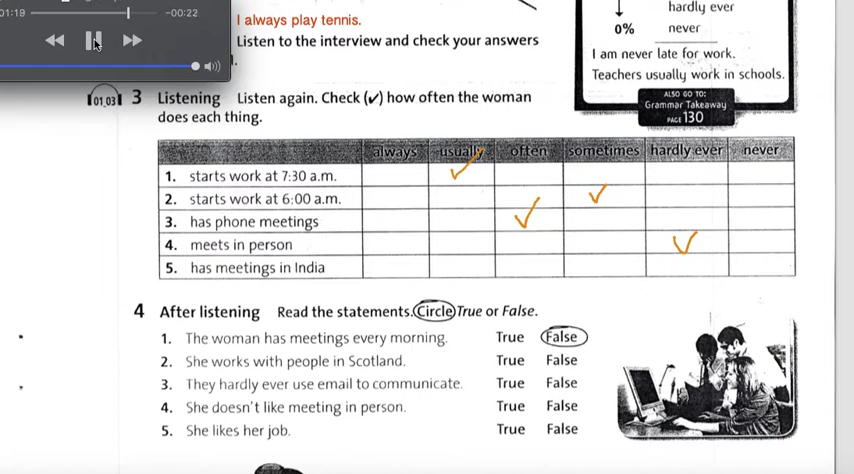 01:19
−00:22
I always play tennis.
Listen to the interview and check your answers
hardly ever
0% never
I am never late for work.
Teachers usually work in schools.
ALSO GO TO:
Grammar Takeaway
PAGE 130
01.03 3 Listening Listen again. Check (✔) how often the woman
does each thing.
always usually often sometimes hardly ever never
1. starts work at 7:30 a.m.
2. starts work at 6:00 a.m.
3. has phone meetings
4. meets in person
5. has meetings in India
4 After listening Read the statements. Circle True or False.
1. The woman has meetings every morning. True False
2. She works with people in Scotland. True False
3. They hardly ever use email to communicate. True False
4. She doesn't like meeting in person. True False
5. She likes her job. True False